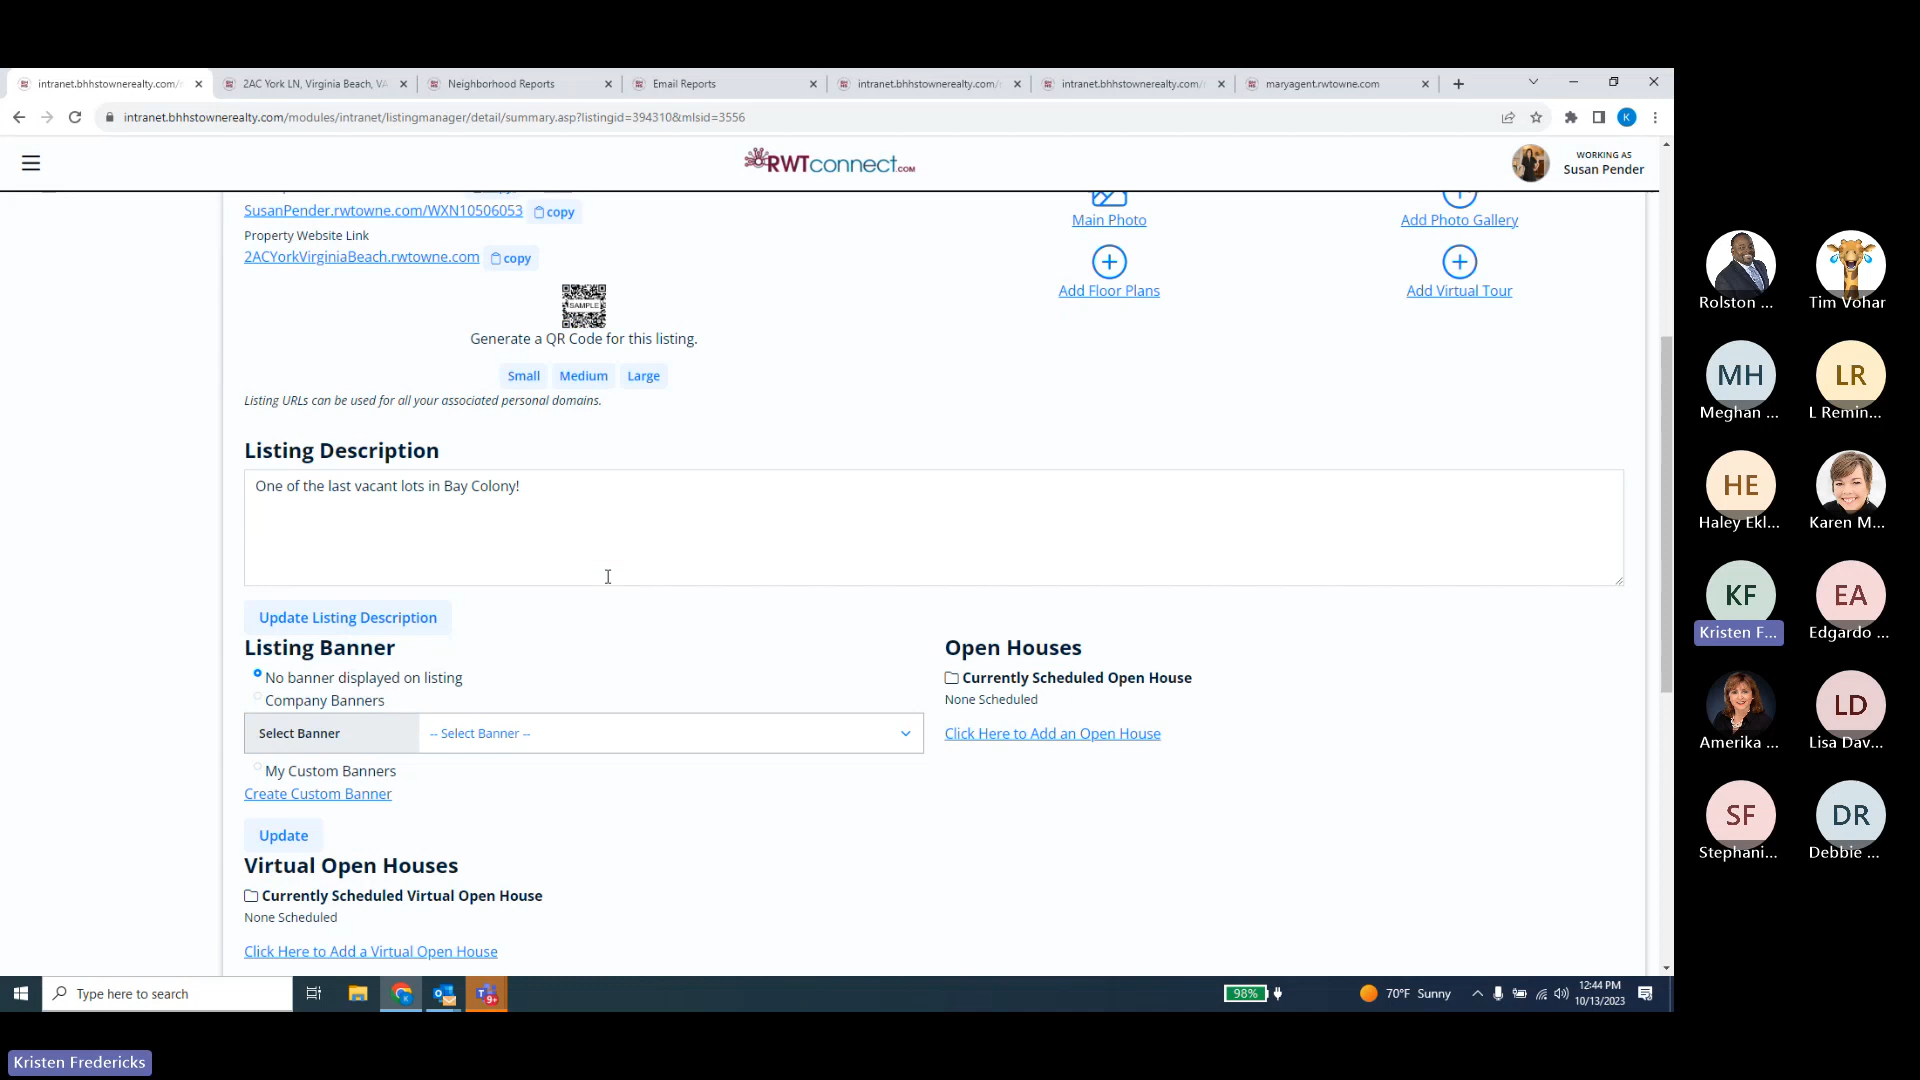 intranet.bhhstownerealty.com/
2AC York LN, Virginia Beach, VA
Neighborhood Reports
Email Reports
intranet.bhhstownerealty.com/
intranet.bhhstownerealty.com/
maryagent.rwtowne.com
intranet.bhhstownerealty.com/modules/intranet/listingmanager/detail/summary.asp?listingid=394310&mlsid=3556
K
RWTconnect.COM
WORKING AS
Susan Pender
SusanPender.rwtowne.com/WXN10506053
copy
Property Website Link
2ACYorkVirginiaBeach.rwtowne.com
copy
SAMPLE
Generate a QR Code for this listing.
Small
Medium
Large
Listing URLs can be used for all your associated personal domains.
Main Photo
Add Photo Gallery
Add Floor Plans
Add Virtual Tour
Listing Description
One of the last vacant lots in Bay Colony!
Update Listing Description
Listing Banner
No banner displayed on listing
Company Banners
Select Banner
-- Select Banner --
My Custom Banners
Create Custom Banner
Update
Open Houses
Currently Scheduled Open House
None Scheduled
Click Here to Add an Open House
Virtual Open Houses
Currently Scheduled Virtual Open House
None Scheduled
Click Here to Add a Virtual Open House
Type here to search
9+
98%
70°F Sunny
12:44 PM
10/13/2023
Rolston ...
Tim Vohar
MH
Meghan ...
LR
L Remin...
HE
Haley Ekl...
Karen M...
KF
Kristen F...
EA
Edgardo ...
Amerika ...
LD
Lisa Dav...
SF
Stephani...
DR
Debbie ...
Kristen Fredericks